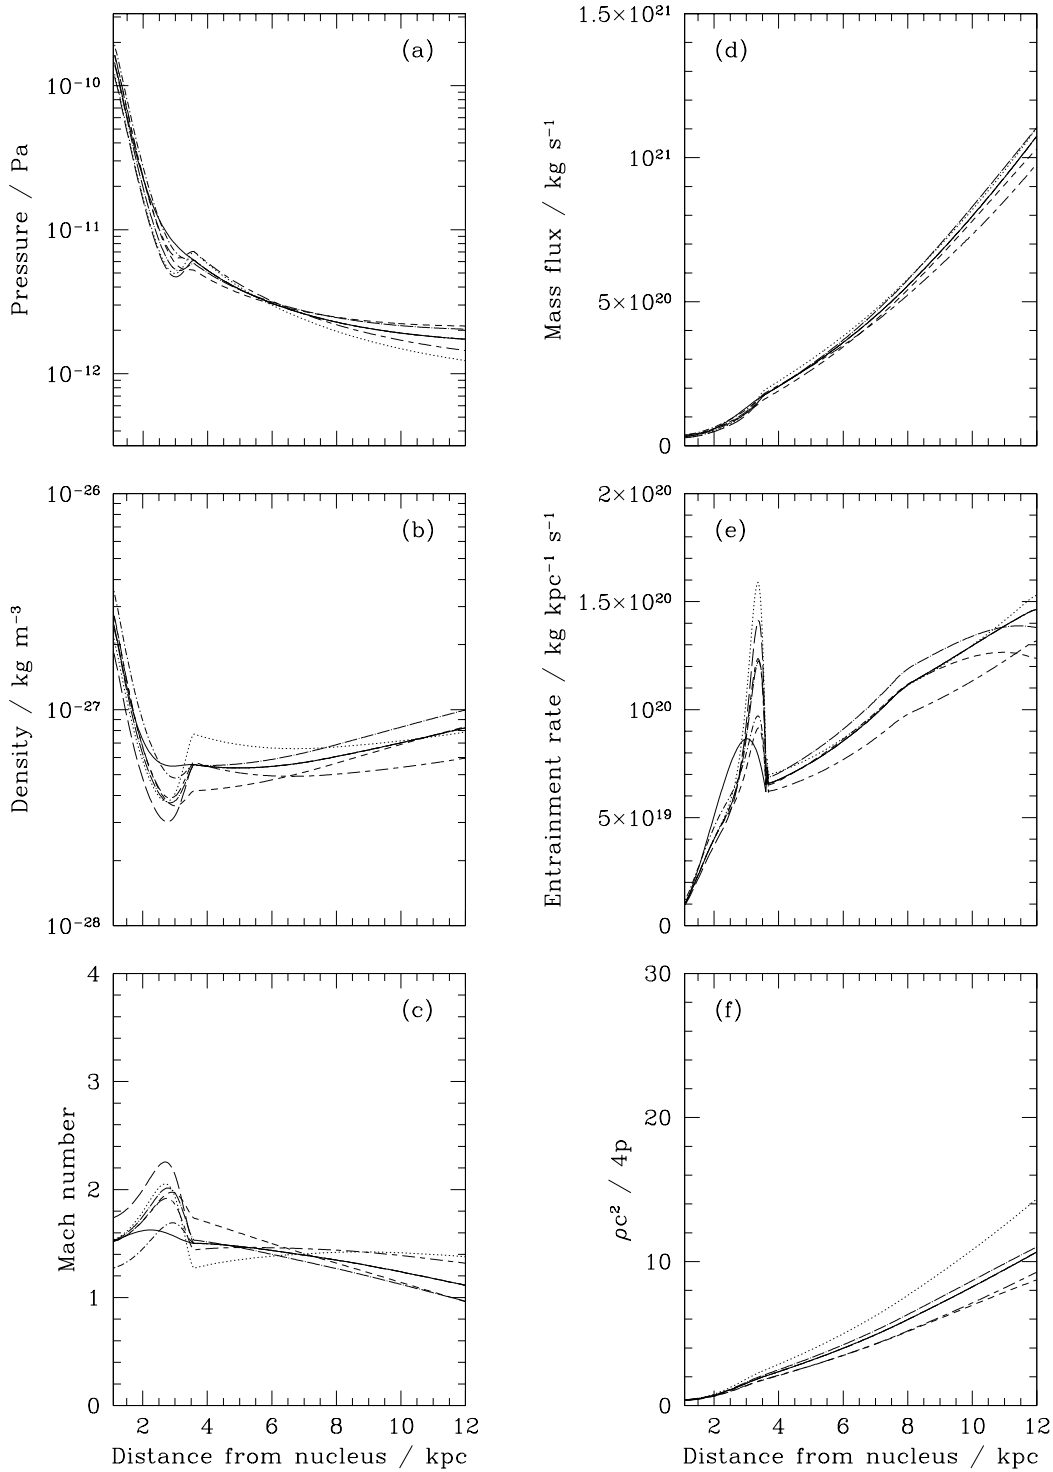 (a)
10⁻¹⁰
10⁻¹¹
10⁻¹²
Pressure / Pa
(d)
1.5×10²¹
10²¹
5×10²⁰
0
Mass flux / kg s⁻¹
(b)
10⁻²⁶
10⁻²⁷
10⁻²⁸
Density / kg m⁻³
(e)
2×10²⁰
1.5×10²⁰
10²⁰
5×10¹⁹
0
Entrainment rate / kg kpc⁻¹ s⁻¹
(c)
4
3
2
1
0
Mach number
2 4 6 8 10 12
Distance from nucleus / kpc
(f)
30
20
10
0
ρc² / 4p
2 4 6 8 10 12
Distance from nucleus / kpc